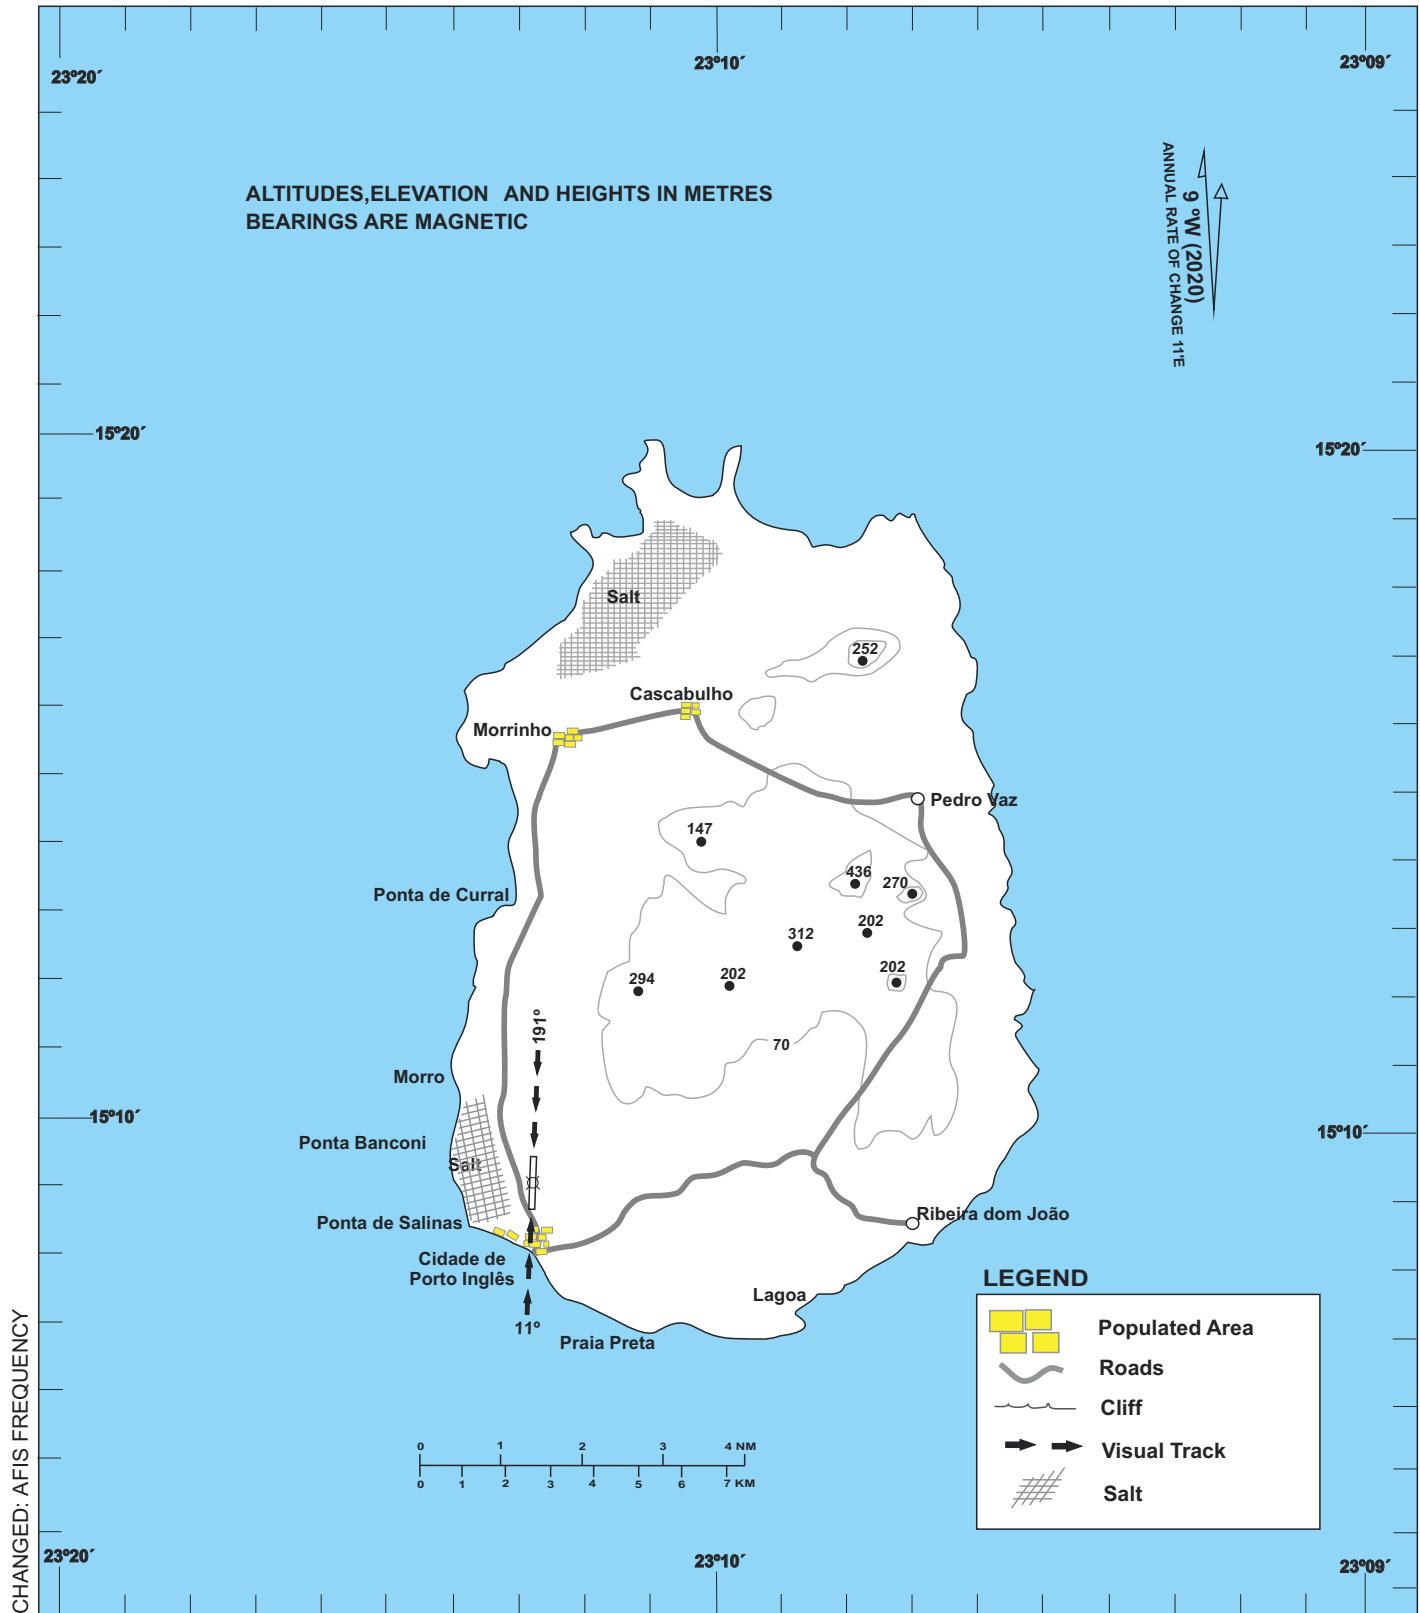 23º20´
23º10´
23º09´
ALTITUDES,ELEVATION AND HEIGHTS IN METRES
BEARINGS ARE MAGNETIC
9 ºW (2020)
ANNUAL RATE OF CHANGE 11'E
15º20´
15º20´
Salt
252
Cascabulho
Morrinho
Pedro Vaz
147
436
270
Ponta de Curral
202
312
202
294
202
191º
70
Morro
15º10´
15º10´
Ponta Banconi
Salt
Ponta de Salinas
Ribeira dom João
Cidade de
Porto Inglês
Lagoa
11º
Praia Preta
LEGEND
Populated Area
Roads
Cliff
Visual Track
Salt
0 1 2 3 4 NM
0 1 2 3 4 5 6 7 KM
CHANGED: AFIS FREQUENCY
23º20´
23º10´
23º09´